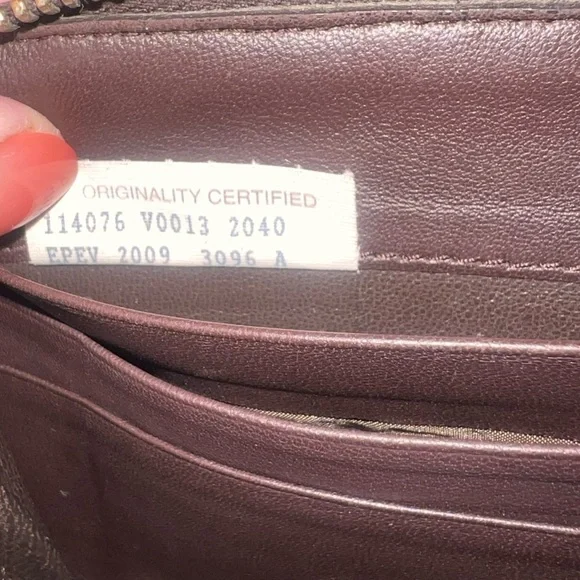 ORIGINALITY CERTIFIED
114076 V0013 2040
EPEV 2009 3096 A